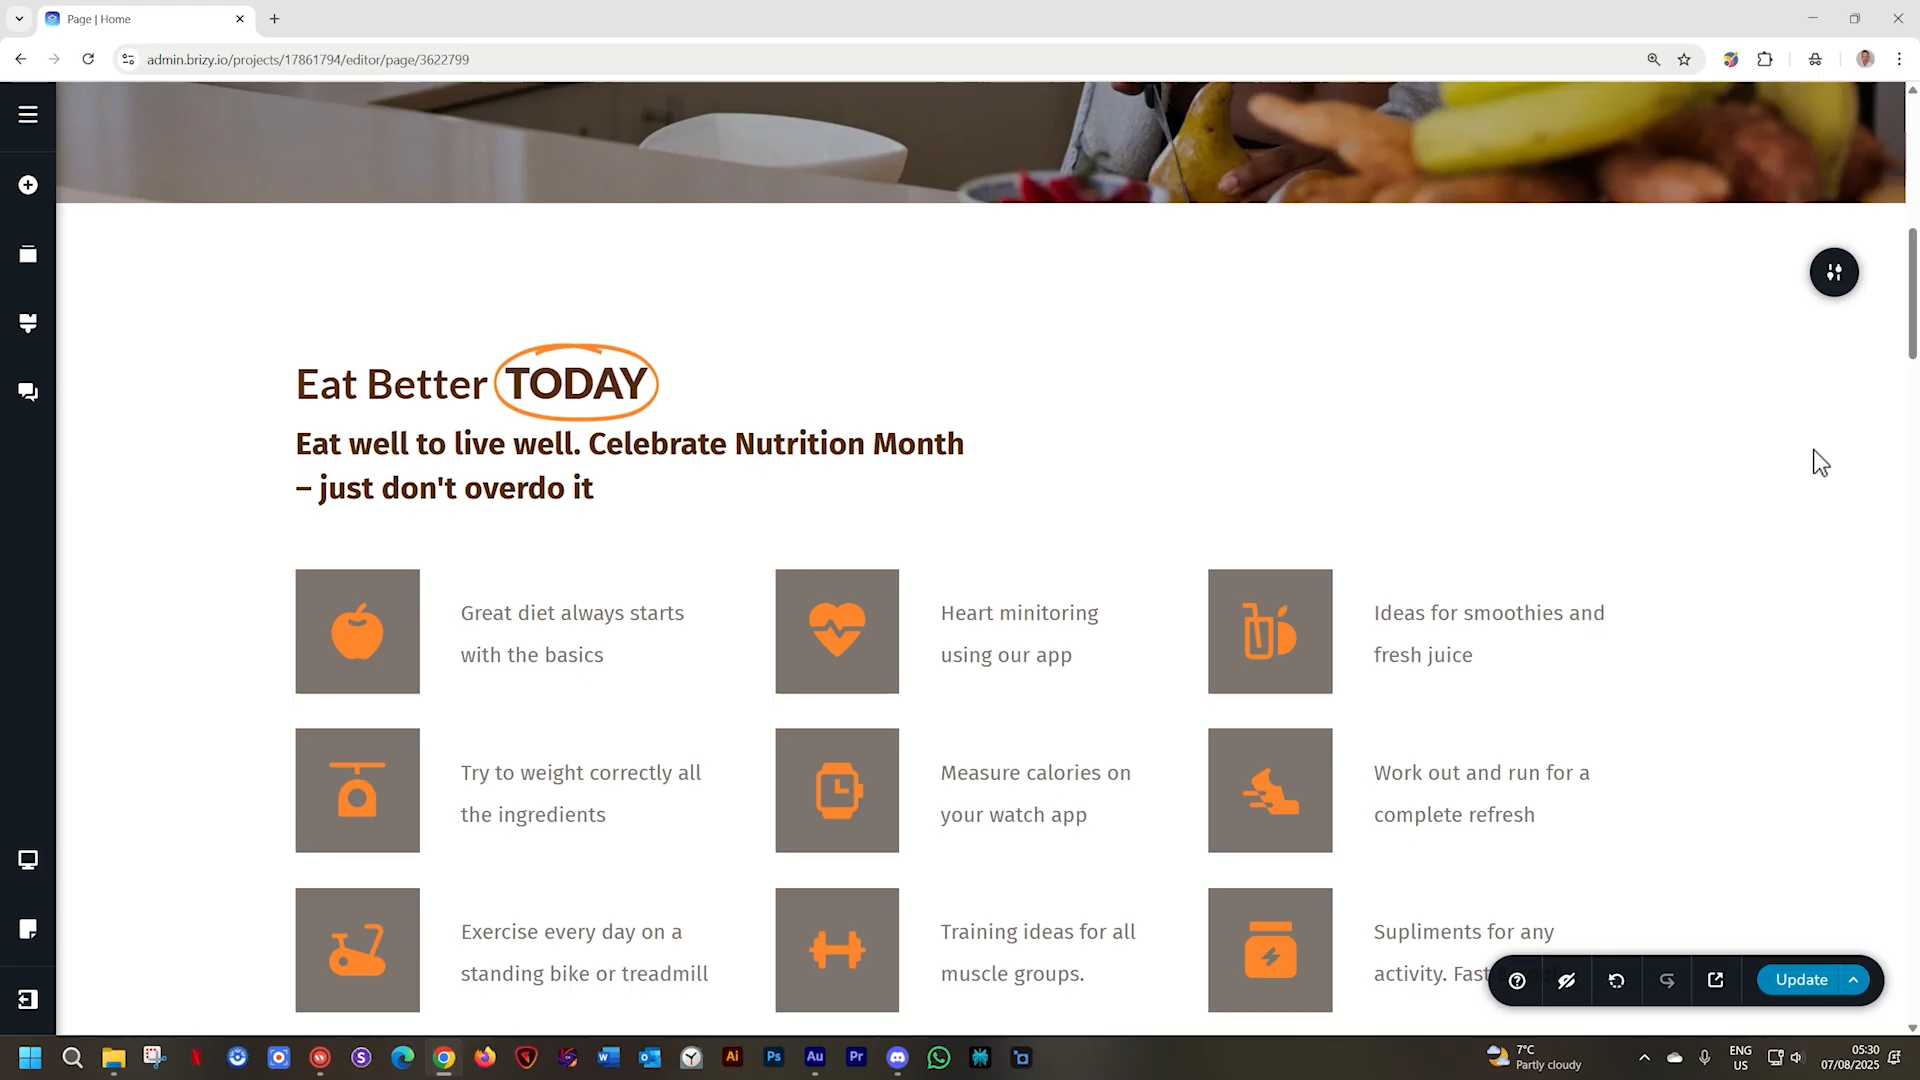 Page | Home
admin.brizy.io/projects/17861794/editor/page/3622799
Eat Better TODAY
Eat well to live well. Celebrate Nutrition Month
– just don't overdo it
Great diet always starts
with the basics
Heart minitoring
using our app
Ideas for smoothies and
fresh juice
Try to weight correctly all
the ingredients
Measure calories on
your watch app
Work out and run for a
complete refresh
Exercise every day on a
standing bike or treadmill
Training ideas for all
muscle groups.
Supliments for any
activity. Fast
Update
7°C
Partly cloudy
ENG
US
05:30
07/08/2025